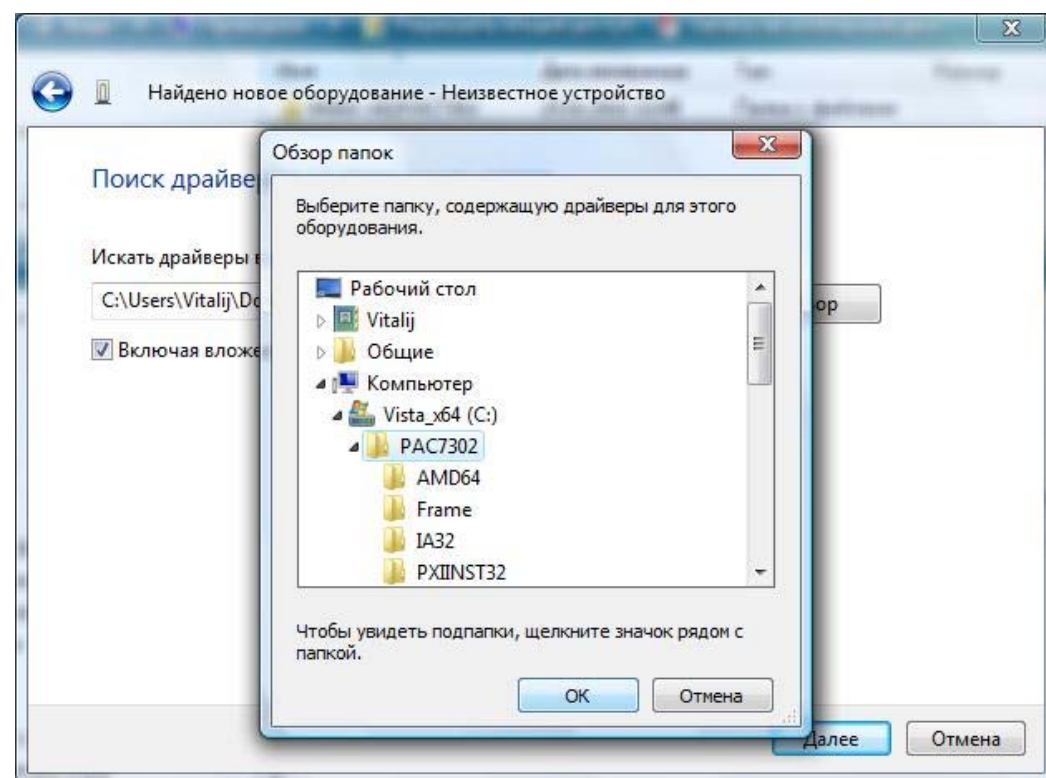 Найдено новое оборудование - Неизвестное устройство
Поиск драйве
Искать драйверы в
C:\Users\Vitalij\Do
ор
Включая вложе
Обзор папок
Выберите папку, содержащую драйверы для этого
оборудования.
Рабочий стол
Vitalij
Общие
Компьютер
Vista_x64 (C:)
PAC7302
AMD64
Frame
IA32
PXIINST32
Чтобы увидеть подпапки, щелкните значок рядом с
папкой.
ОК
Отмена
Далее
Отмена